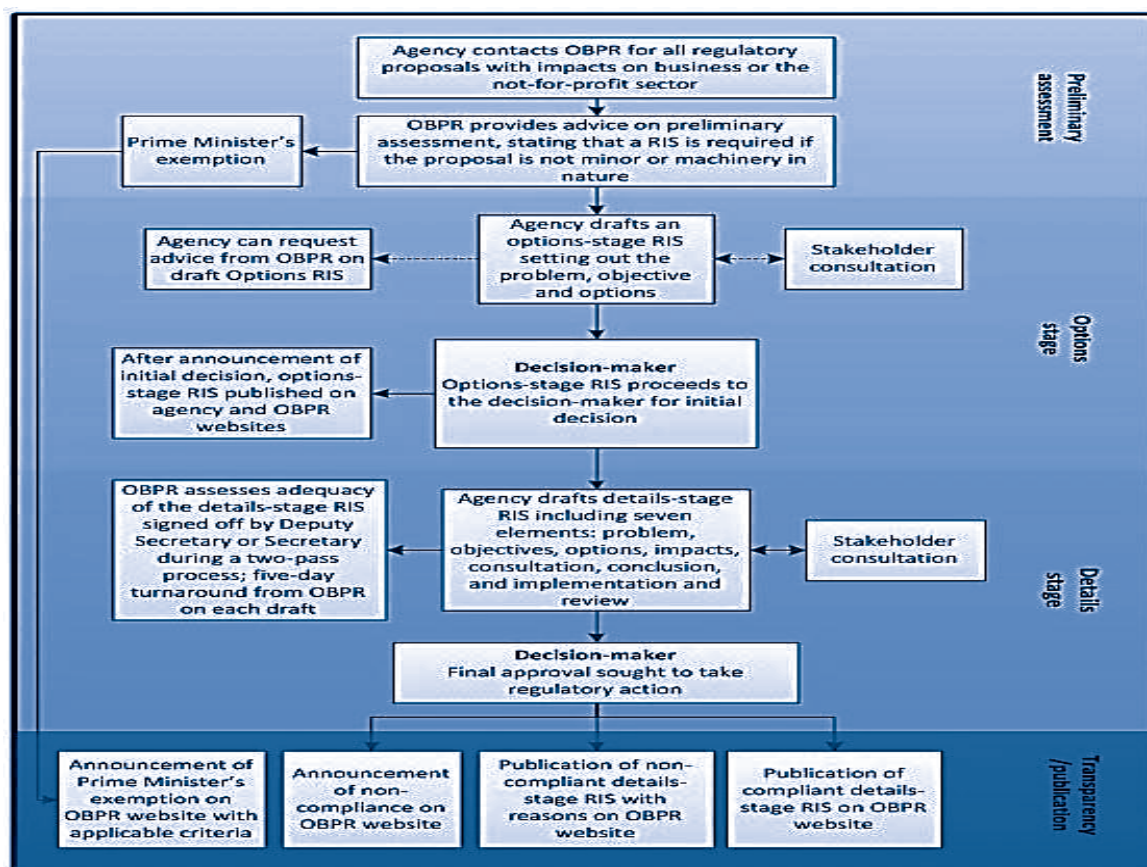 Agency contacts OBPR for all regulatory
proposals with impacts on business or the
not-for-profit sector
Preliminary
assessment
Prime Minister's
exemption
OBPR provides advice on preliminary
assessment, stating that a RIS is required if
the proposal is not minor or machinery in
nature
Agency can request
advice from OBPR on
draft Options RIS
Agency drafts an
options-stage RIS
setting out the
problem, objective
and options
Stakeholder
consultation
Options
stage
After announcement of
initial decision, options-
stage RIS published on
agency and OBPR
websites
Decision-maker
Options-stage RIS proceeds to
the decision-maker for initial
decision
OBPR assesses adequacy
of the details-stage RIS
signed off by Deputy
Secretary or Secretary
during a two-pass
process; five-day
turnaround from OBPR
on each draft
Agency drafts details-stage
RIS including seven
elements: problem,
objectives, options, impacts,
consultation, conclusion,
and implementation and
review
Stakeholder
consultation
Details
stage
Decision-maker
Final approval sought to take
regulatory action
Announcement of
Prime Minister's
exemption on
OBPR website with
applicable criteria
Announcement
of non-
compliance on
OBPR website
Publication of non-
compliant details-
stage RIS with
reasons on OBPR
website
Publication of
compliant details-
stage RIS on OBPR
website
Transparency
/publication